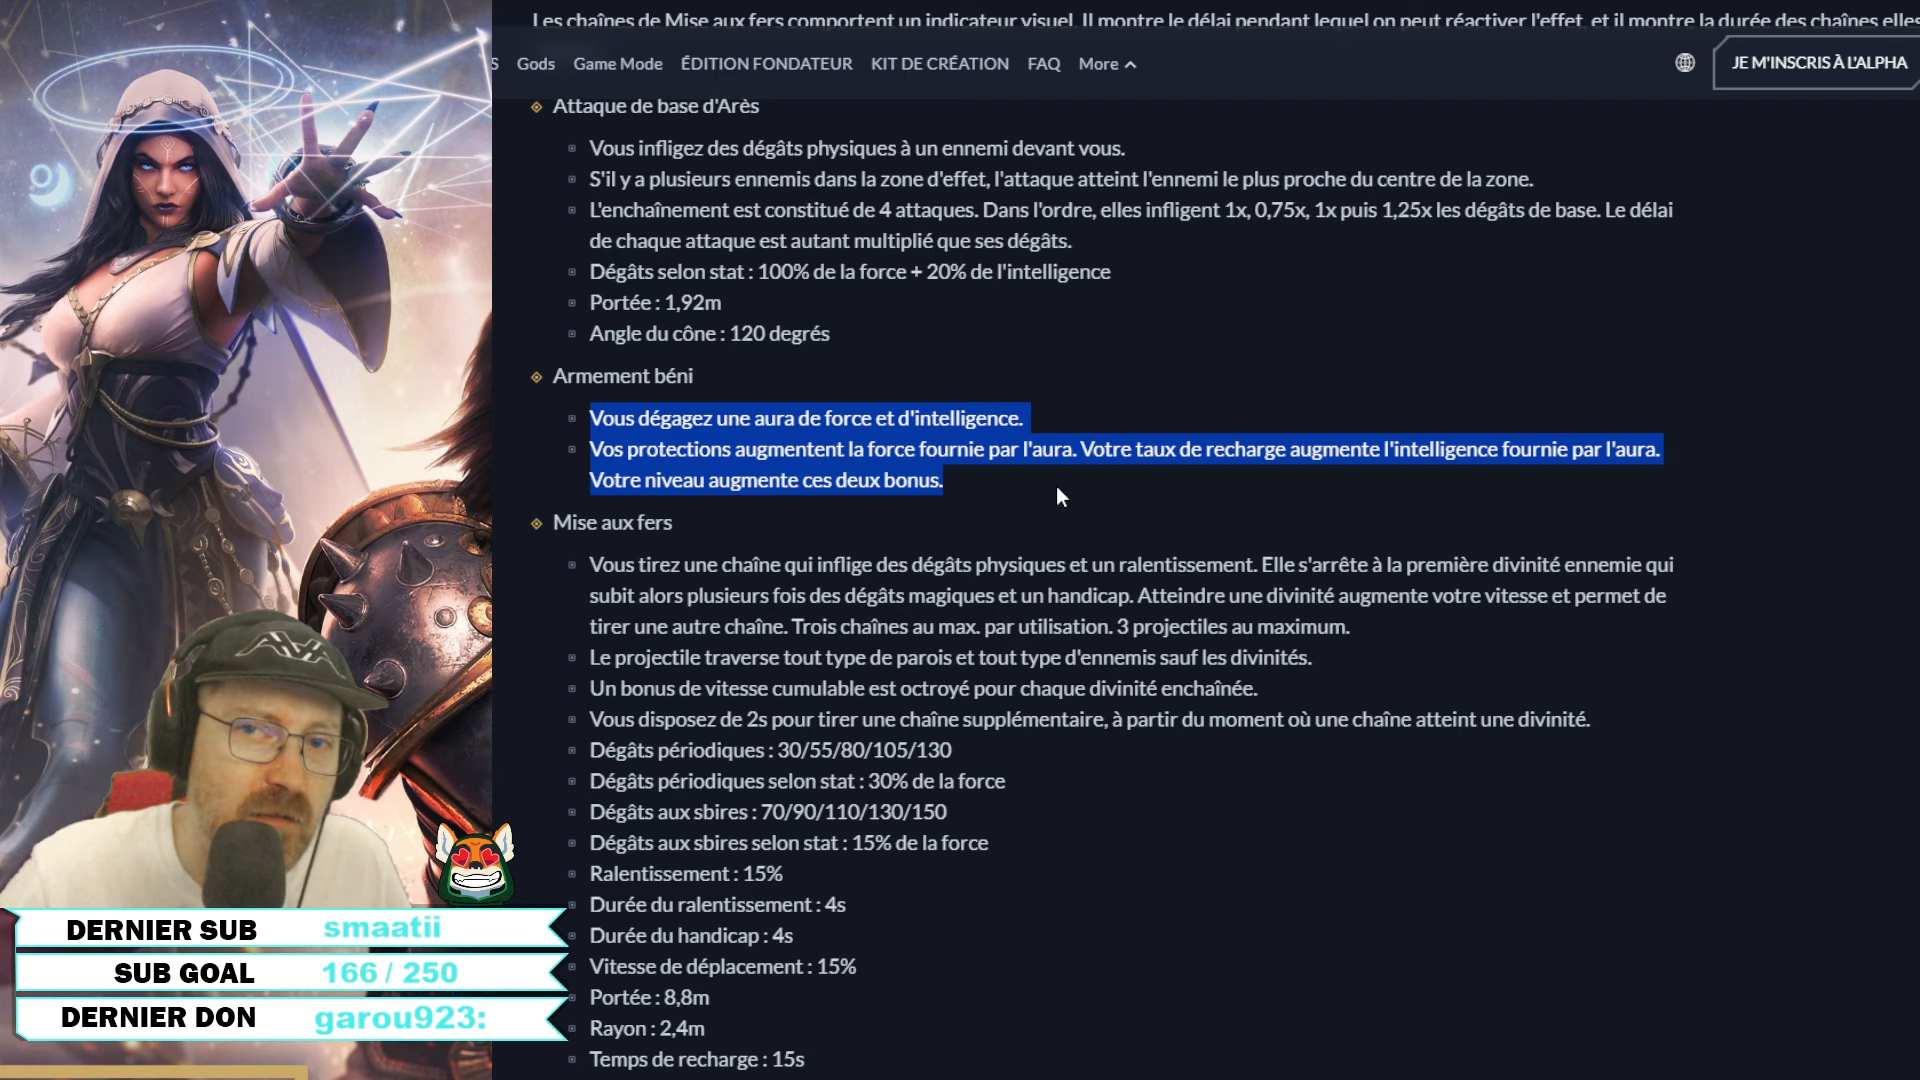 Les chaînes de Mise aux fers comportent un indicateur visuel. Il montre le délai pendant lequel on peut réactiver l'effet, et il montre la durée des chaînes elles
S Gods Game Mode ÉDITION FONDATEUR KIT DE CRÉATION FAQ More
JE M'INSCRIS À L'ALPHA
Attaque de base d'Arès
Vous infligez des dégâts physiques à un ennemi devant vous.
S'il y a plusieurs ennemis dans la zone d'effet, l'attaque atteint l'ennemi le plus proche du centre de la zone.
L'enchaînement est constitué de 4 attaques. Dans l'ordre, elles infligent 1x, 0,75x, 1x puis 1,25x les dégâts de base. Le délai
de chaque attaque est autant multiplié que ses dégâts.
Dégâts selon stat : 100% de la force + 20% de l'intelligence
Portée : 1,92m
Angle du cône : 120 degrés
Armement béni
Vous dégagez une aura de force et d'intelligence.
Vos protections augmentent la force fournie par l'aura. Votre taux de recharge augmente l'intelligence fournie par l'aura.
Votre niveau augmente ces deux bonus.
Mise aux fers
Vous tirez une chaîne qui inflige des dégâts physiques et un ralentissement. Elle s'arrête à la première divinité ennemie qui
subit alors plusieurs fois des dégâts magiques et un handicap. Atteindre une divinité augmente votre vitesse et permet de
tirer une autre chaîne. Trois chaînes au max. par utilisation. 3 projectiles au maximum.
Le projectile traverse tout type de parois et tout type d'ennemis sauf les divinités.
Un bonus de vitesse cumulable est octroyé pour chaque divinité enchaînée.
Vous disposez de 2s pour tirer une chaîne supplémentaire, à partir du moment où une chaîne atteint une divinité.
Dégâts périodiques : 30/55/80/105/130
Dégâts périodiques selon stat : 30% de la force
Dégâts aux sbires : 70/90/110/130/150
Dégâts aux sbires selon stat : 15% de la force
Ralentissement : 15%
Durée du ralentissement : 4s
Durée du handicap : 4s
Vitesse de déplacement : 15%
Portée : 8,8m
Rayon : 2,4m
Temps de recharge : 15s
AVA
DERNIER SUB smaatii
SUB GOAL 166 / 250
DERNIER DON garou923: